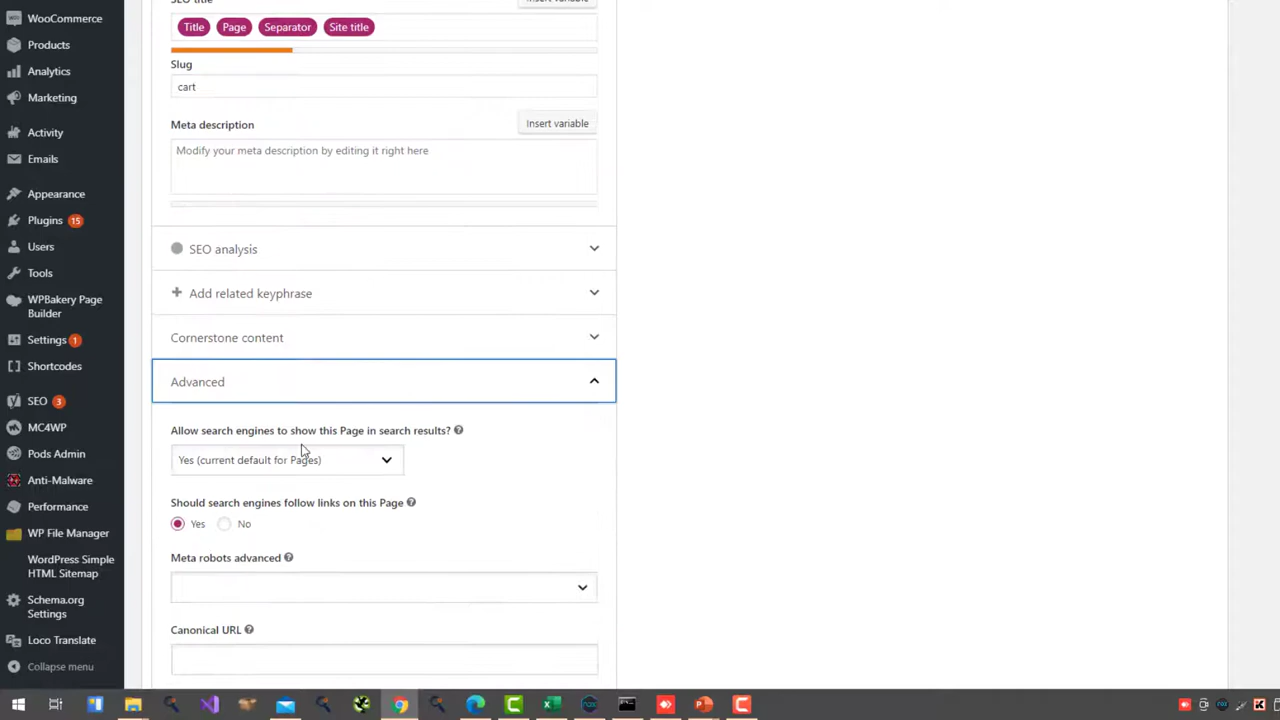 WooCommerce
Products
Analytics
Marketing
Activity
Emails
Appearance
Plugins 15
Users
Tools
WPBakery Page
Builder
Settings 1
Shortcodes
SEO 3
MC4WP
Pods Admin
Anti-Malware
Performance
WP File Manager
WordPress Simple
HTML Sitemap
Schema.org
Settings
Loco Translate
Collapse menu
SEO title
Insert variable
Title Page Separator Site title
Slug
cart
Meta description
Insert variable
Modify your meta description by editing it right here
SEO analysis
Add related keyphrase
Cornerstone content
Advanced
Allow search engines to show this Page in search results?
Yes (current default for Pages)
Should search engines follow links on this Page
Yes No
Meta robots advanced
Canonical URL